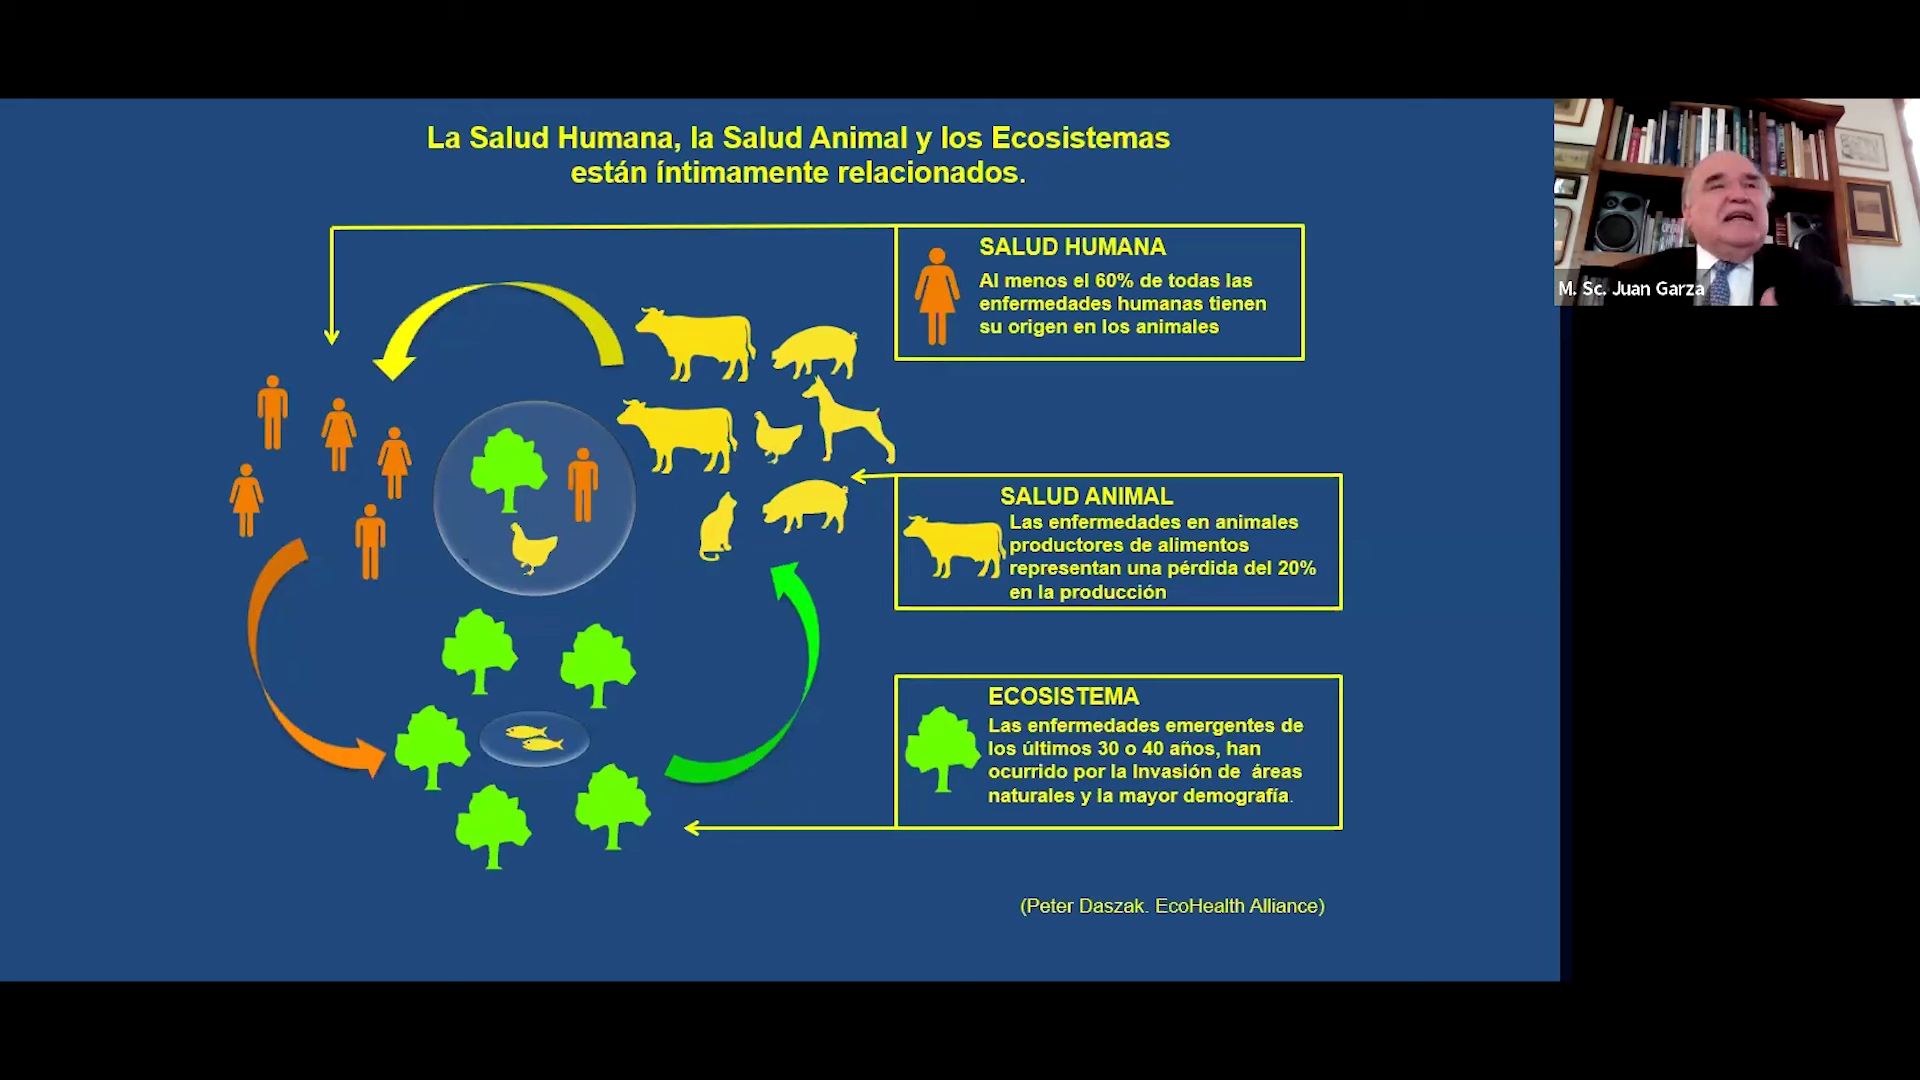 La Salud Humana, la Salud Animal y los Ecosistemas
están íntimamente relacionados.
SALUD HUMANA
Al menos el 60% de todas las
enfermedades humanas tienen
su origen en los animales
SALUD ANIMAL
Las enfermedades en animales
productores de alimentos
representan una pérdida del 20%
en la producción
ECOSISTEMA
Las enfermedades emergentes de
los últimos 30 o 40 años, han
ocurrido por la Invasión de áreas
naturales y la mayor demografía.
(Peter Daszak. EcoHealth Alliance)
M. Sc. Juan Garza